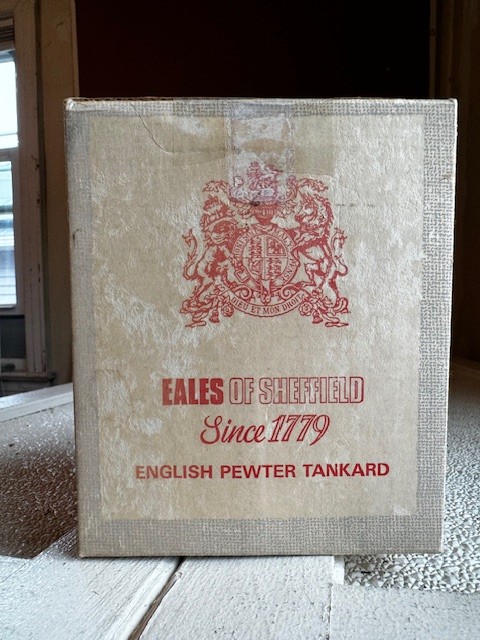 DIEU ET MON DROIT
EALES OF SHEFFIELD
Since 1779
ENGLISH PEWTER TANKARD